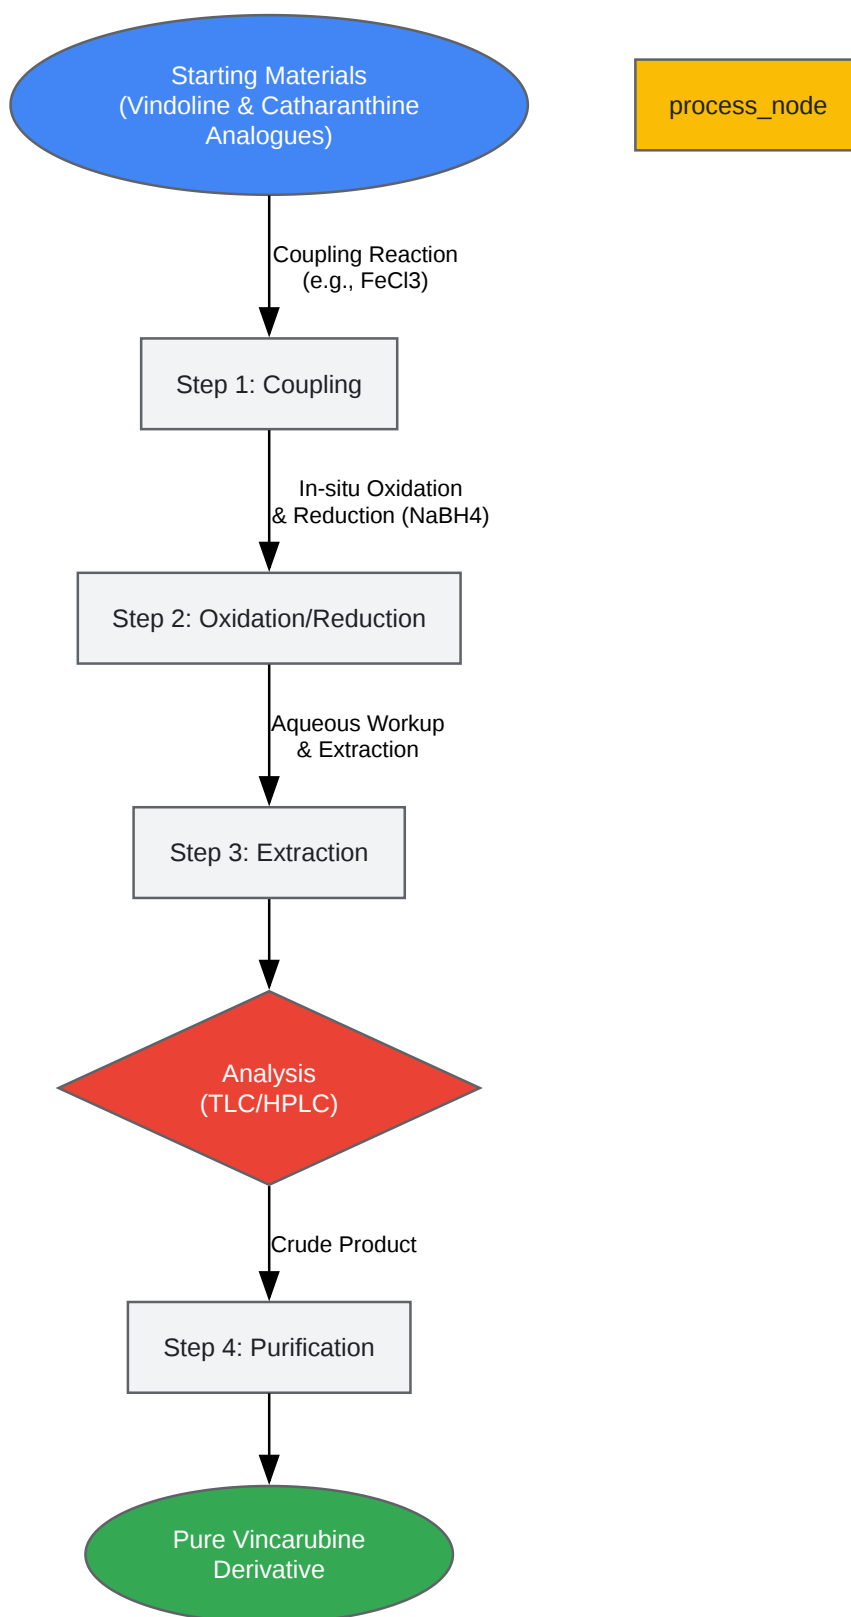 Starting Materials
(Vindoline & Catharanthine
Analogues)
process_node
Coupling Reaction
(e.g., FeCl3)
Step 1: Coupling
In-situ Oxidation
& Reduction (NaBH4)
Step 2: Oxidation/Reduction
Aqueous Workup
& Extraction
Step 3: Extraction
Analysis
(TLC/HPLC)
Crude Product
Step 4: Purification
Pure Vincarubine
Derivative